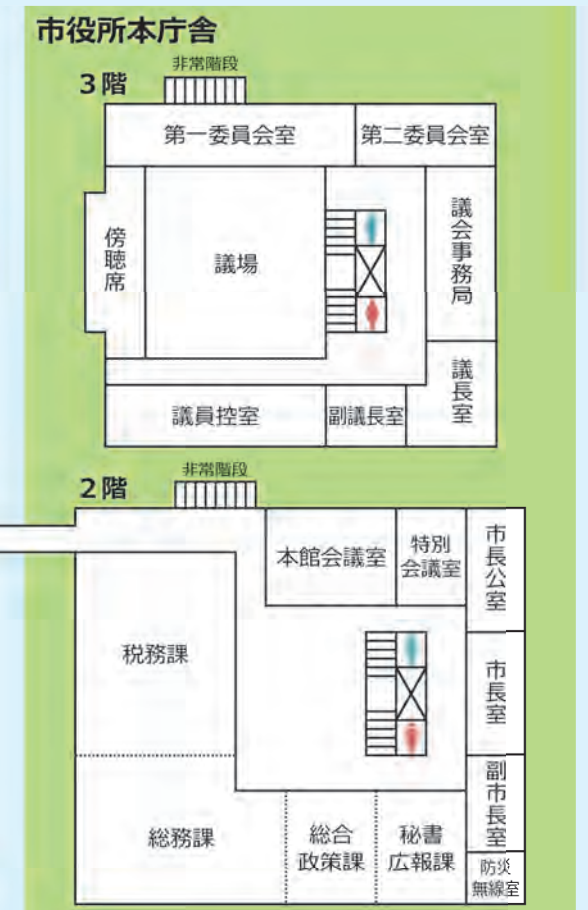 市役所本庁舎
3階
非常階段
第一委員会室
第二委員会室
傍聴席
議場
議会事務局
議長室
議員控室
副議長室
2階
非常階段
本館会議室
特別
会議室
市長公室
税務課
市長室
副市長室
総務課
総合
政策課
秘書
広報課
防災
無線室